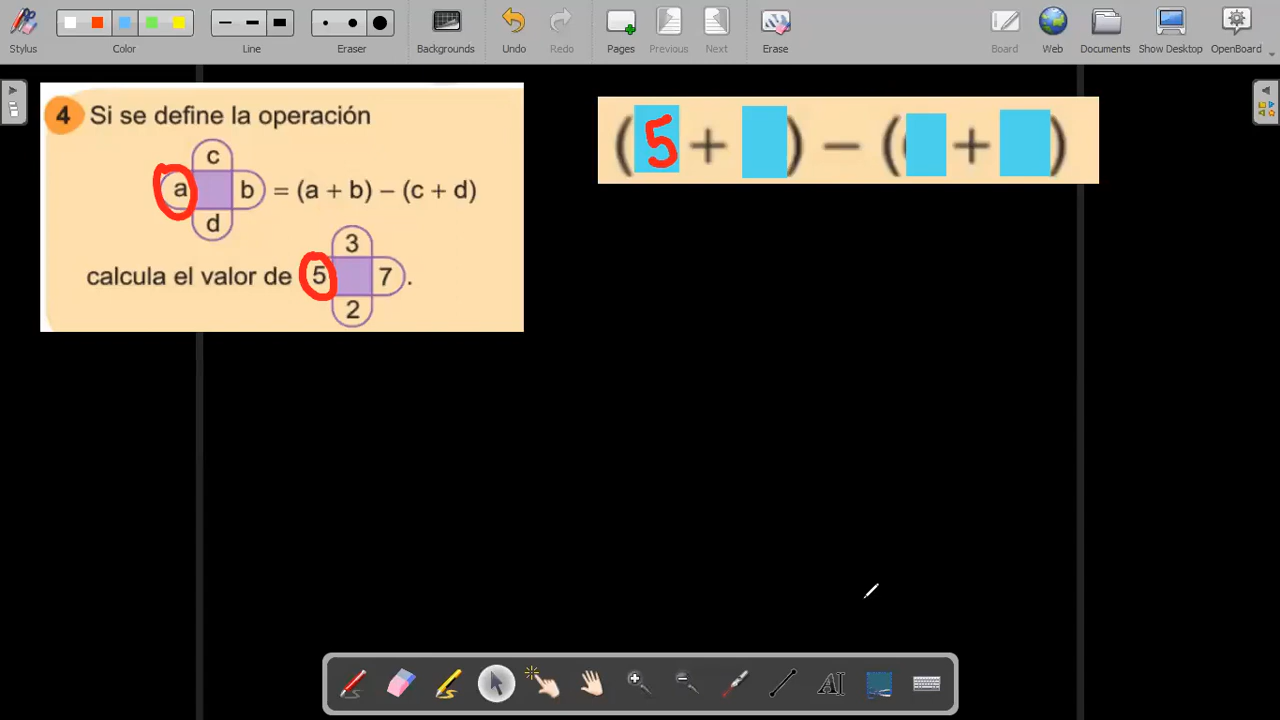 Stylus Color Line Eraser Backgrounds Undo Redo Pages Previous Next Erase Board Web Documents Show Desktop OpenBoard
4 Si se define la operación
c
a b = (a + b) − (c + d)
d
calcula el valor de 5 3 7 2 .
(5 + ) − ( + )